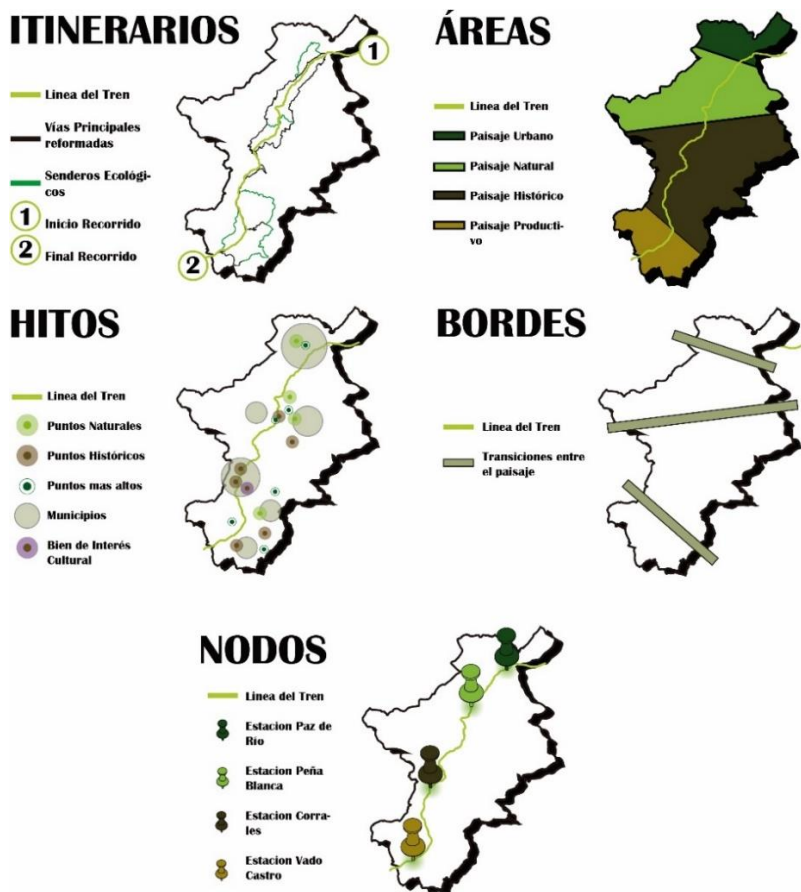 ITINERARIOS
1
Linea del Tren
Vías Principales
reformadas
Senderos Ecológi-
cos
1 Inicio Recorrido
2 Final Recorrido
2
ÁREAS
Linea del Tren
Paisaje Urbano
Paisaje Natural
Paisaje Histórico
Paisaje Producti-
vo
HITOS
Linea del Tren
Puntos Naturales
Puntos Históricos
Puntos mas altos
Municipios
Bien de Interés
Cultural
BORDES
Linea del Tren
Transiciones entre
el paisaje
NODOS
Linea del Tren
Estacion Paz de
Río
Estacion Peña
Blanca
Estacion Corra-
les
Estacion Vado
Castro